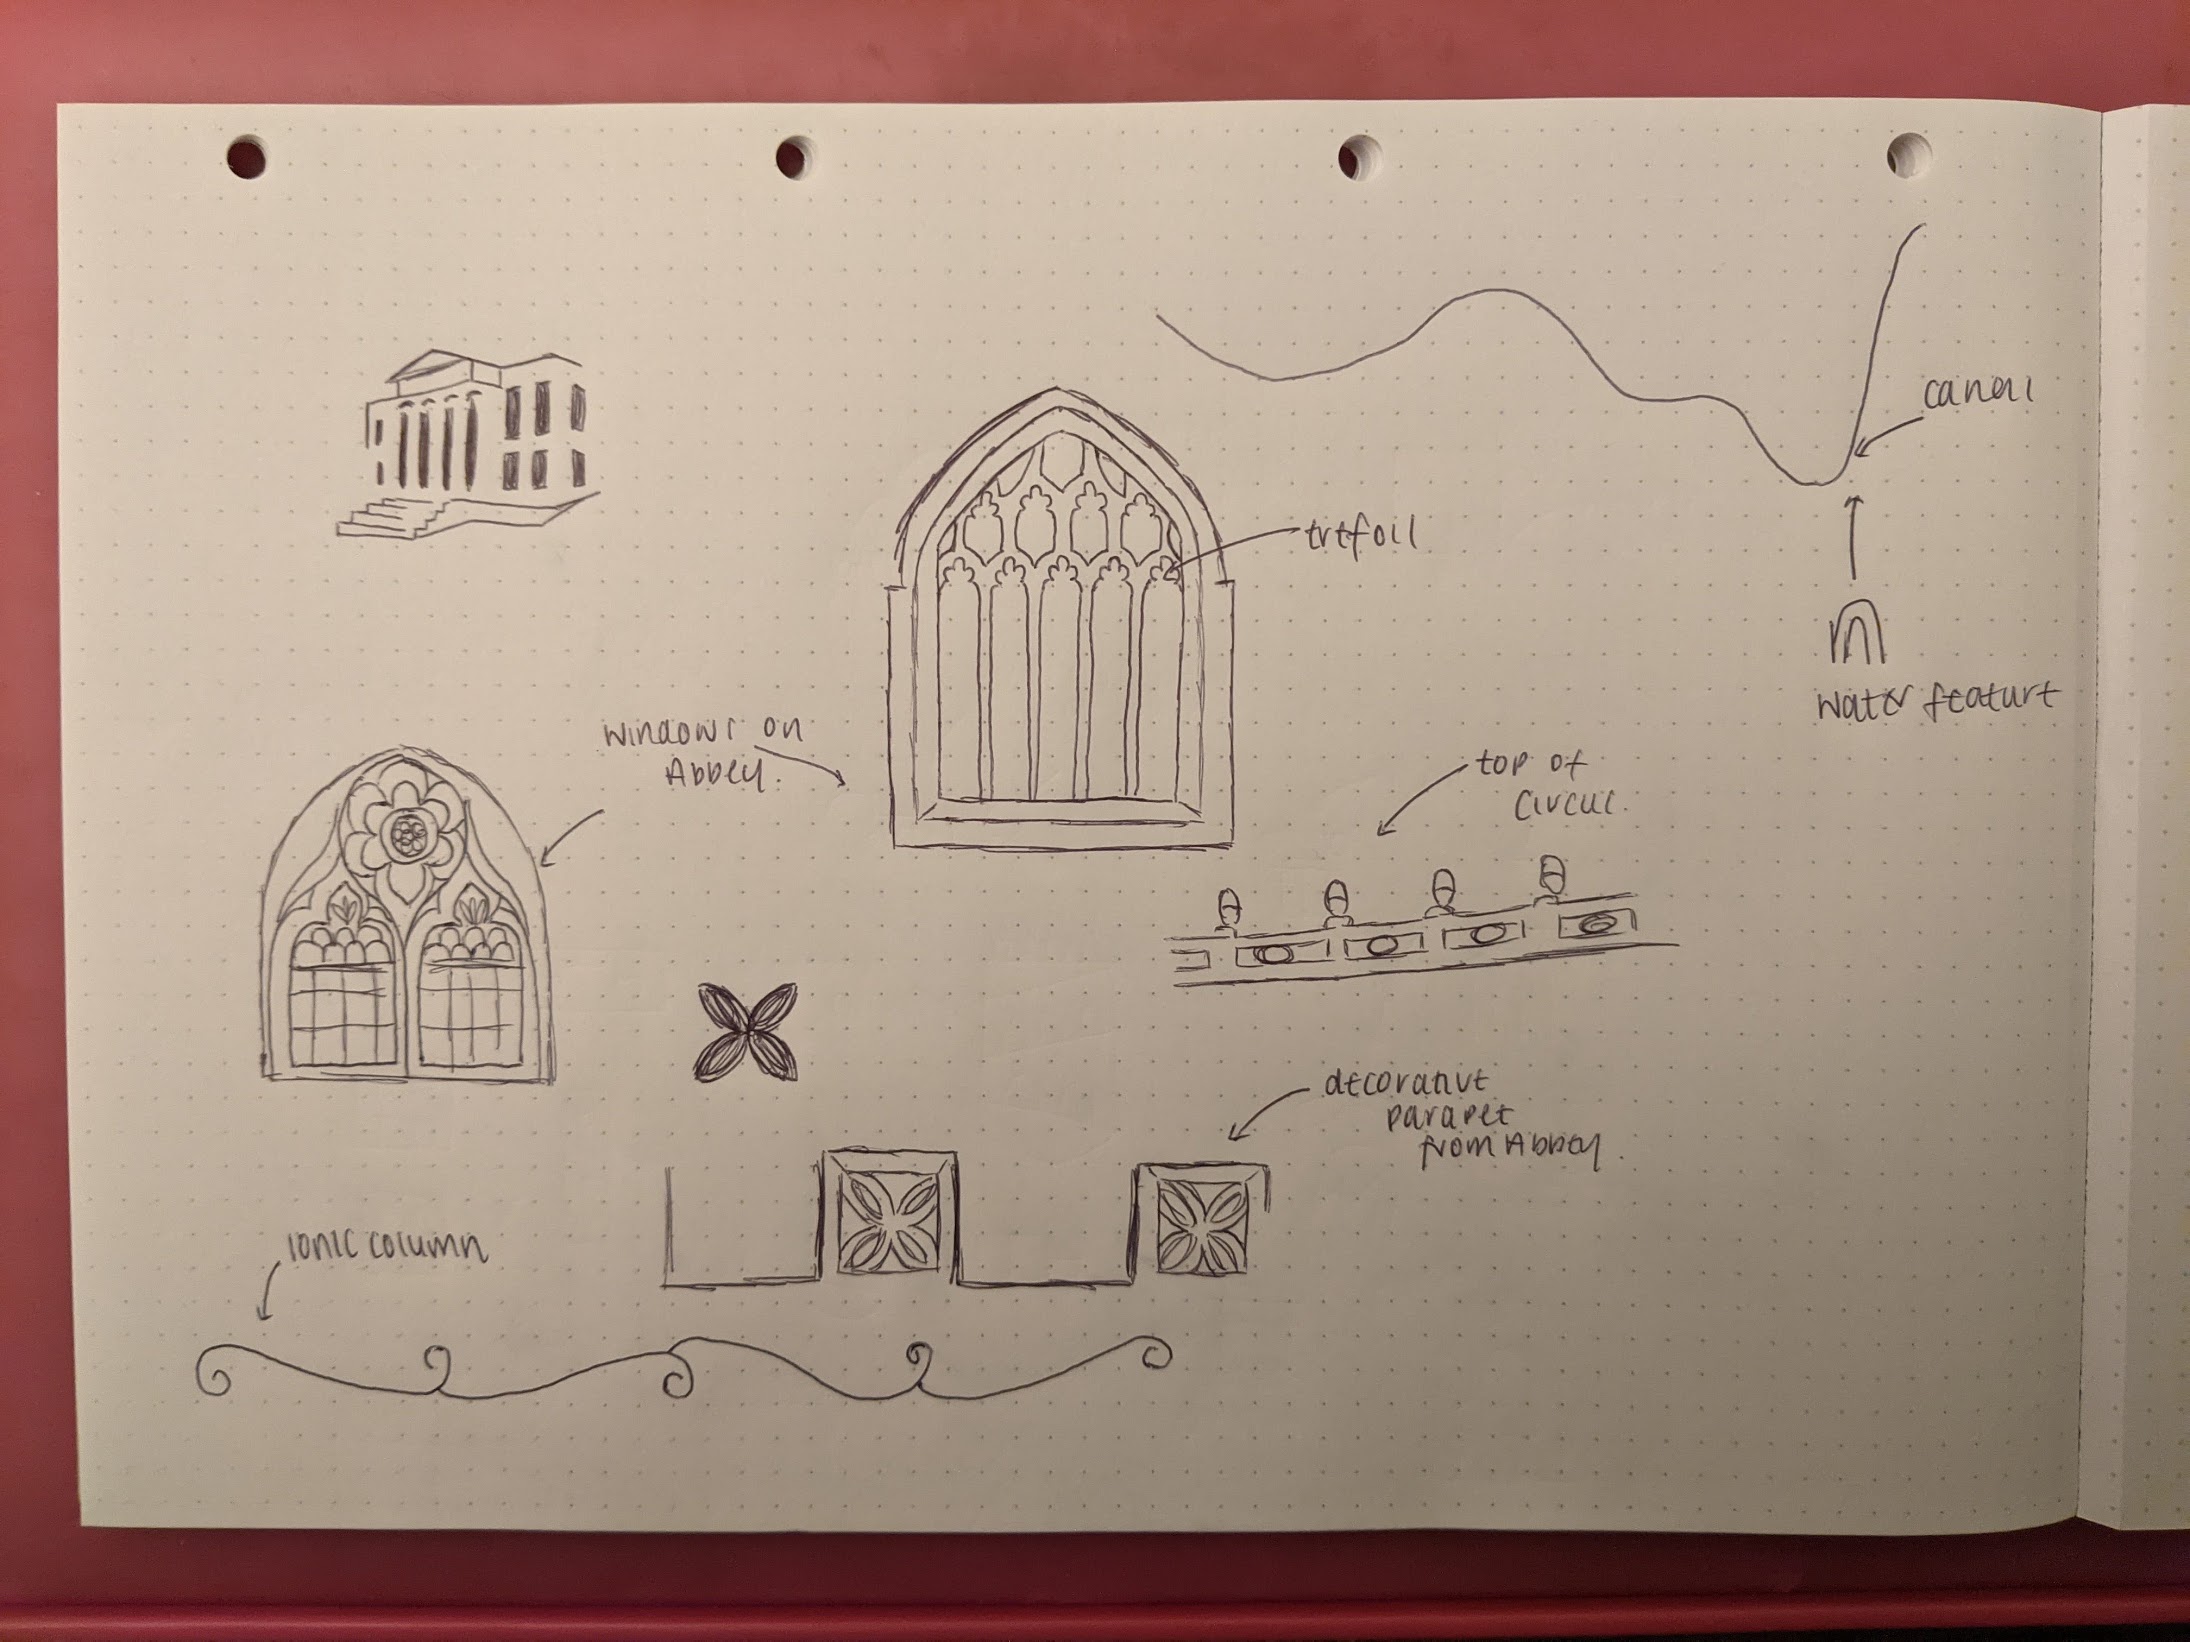 canal
trefoil
water feature
windows on
Abbey.
top of
Circus.
decorative
parapet
from Abbey.
ionic column